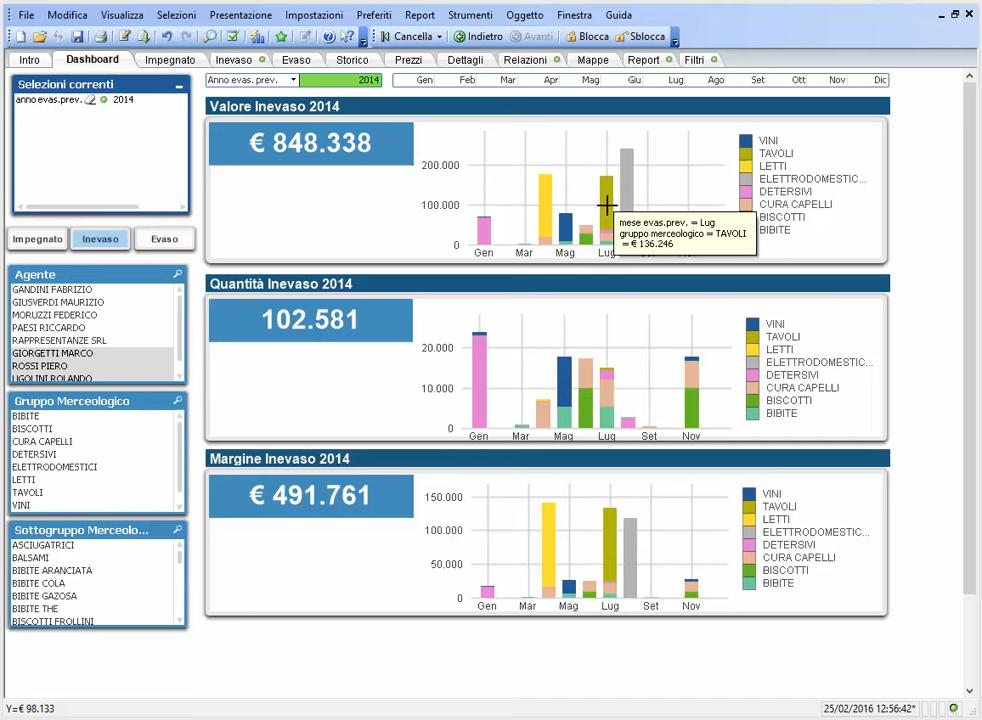 File Modifica Visualizza Selezioni Presentazione Impostazioni Preferiti Report Strumenti Oggetto Finestra Guida
Cancella Indietro Avanti Blocca Sblocca
Intro Dashboard Impegnato Inevaso Evaso Storico Prezzi Dettagli Relazioni Mappe Report Filtri
Selezioni correnti
anno evas.prev. 2014
Anno evas. prev. 2014
Gen Feb Mar Apr Mag Giu Lug Ago Set Ott Nov Dic
Impegnato Inevaso Evaso
Agente
GANDINI FABRIZIO
GIUSVERDI MAURIZIO
MORUZZI FEDERICO
PAESI RICCARDO
RAPPRESENTANZE SRL
GIORGETTI MARCO
ROSSI PIERO
UGOLINI ROLANDO
Gruppo Merceologico
BIBITE
BISCOTTI
CURA CAPELLI
DETERSIVI
ELETTRODOMESTICI
LETTI
TAVOLI
VINI
Sottogruppo Merceolo...
ASCIUGATRICI
BALSAMI
BIBITE ARANCIATA
BIBITE COLA
BIBITE GAZOSA
BIBITE THE
BISCOTTI FROLLINI
Valore Inevaso 2014
€ 848.338
200.000
100.000
0
Gen Mar Mag Lug
mese evas.prev. = Lug
gruppo merceologico = TAVOLI
= € 136.246
VINI
TAVOLI
LETTI
ELETTRODOMESTIC...
DETERSIVI
CURA CAPELLI
BISCOTTI
BIBITE
Quantità Inevaso 2014
102.581
20.000
10.000
0
Gen Mar Mag Lug Set Nov
VINI
TAVOLI
LETTI
ELETTRODOMESTIC...
DETERSIVI
CURA CAPELLI
BISCOTTI
BIBITE
Margine Inevaso 2014
€ 491.761
150.000
100.000
50.000
0
Gen Mar Mag Lug Set Nov
VINI
TAVOLI
LETTI
ELETTRODOMESTIC...
DETERSIVI
CURA CAPELLI
BISCOTTI
BIBITE
Y=€ 98.133
25/02/2016 12:56:42*